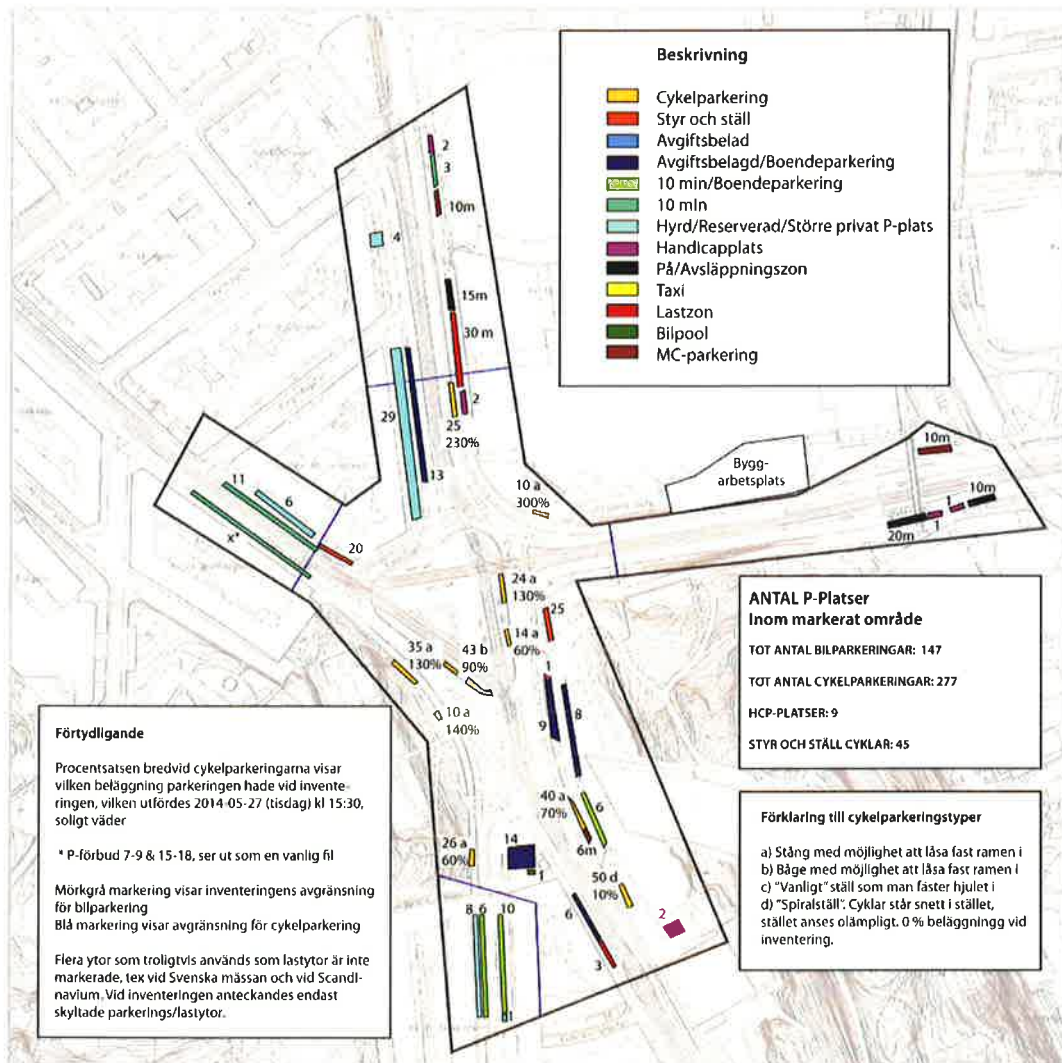 Beskrivning
Cykelparkering
Styr och ställ
Avgiftsbelad
Avgiftsbelagd/Boendeparkering
10 min/Boendeparkering
10 min
Hyrd/Reserverad/Större privat P-plats
Handicapplats
På/Avsläppningszon
Taxi
Lastzon
Bilpool
MC-parkering
2
3
10m
4
15m
30 m
2
29
25
230%
13
11
6
x*
20
10 a
300%
Bygg-
arbetsplats
10m
10m
1
1
20m
24 a
130%
25
14 a
60%
35 a
130%
43 b
90%
1
10 a
140%
9
8
40 a
70%
6
6m
14
26 a
60%
1
50 d
10%
6
2
3
8
6
10
1
ANTAL P-Platser
Inom markerat område
TOT ANTAL BILPARKERINGAR: 147
TOT ANTAL CYKELPARKERINGAR: 277
HCP-PLATSER: 9
STYR OCH STÄLL CYKLAR: 45
Förtydligande
Procentsatsen bredvid cykelparkeringarna visar
vilken beläggning parkeringen hade vid invente-
ringen, vilken utfördes 2014-05-27 (tisdag) kl 15:30,
soligt väder
* P-förbud 7-9 & 15-18, ser ut som en vanlig fil
Mörkgrå markering visar inventeringens avgränsning
för bilparkering
Blå markering visar avgränsning för cykelparkering
Flera ytor som troligtvis används som lastytor är inte
markerade, tex vid Svenska mässan och vid Scandi-
navium. Vid inventeringen antecknades endast
skyltade parkerings/lastytor.
Förklaring till cykelparkeringstyper
a) Stång med möjlighet att låsa fast ramen i
b) Båge med möjlighet att låsa fast ramen i
c) "Vanligt" ställ som man fäster hjulet i
d) "Spiralställ". Cyklar står snett i stället,
stället anses olämpligt. 0 % beläggningg vid
inventering.